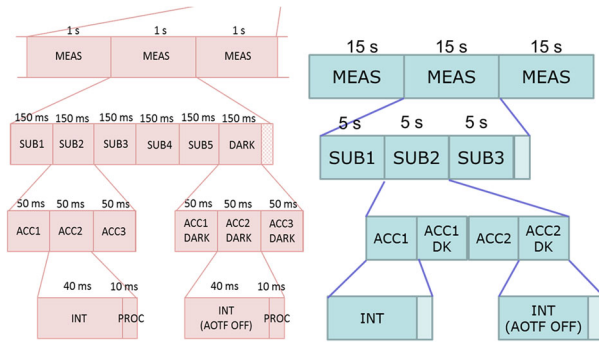 1 s 1 s 1 s
MEAS MEAS MEAS
150 ms 150 ms 150 ms 150 ms 150 ms 150 ms
SUB1 SUB2 SUB3 SUB4 SUB5 DARK
50 ms 50 ms 50 ms 50 ms 50 ms 50 ms
ACC1 ACC2 ACC3 ACC1 ACC2 ACC3
DARK DARK DARK
40 ms 10 ms 40 ms 10 ms
INT PROC INT PROC
(AOTF OFF)
15 s 15 s 15 s
MEAS MEAS MEAS
5 s 5 s 5 s
SUB1 SUB2 SUB3
ACC1 ACC1 ACC2 ACC2
DK DK
INT INT
(AOTF OFF)